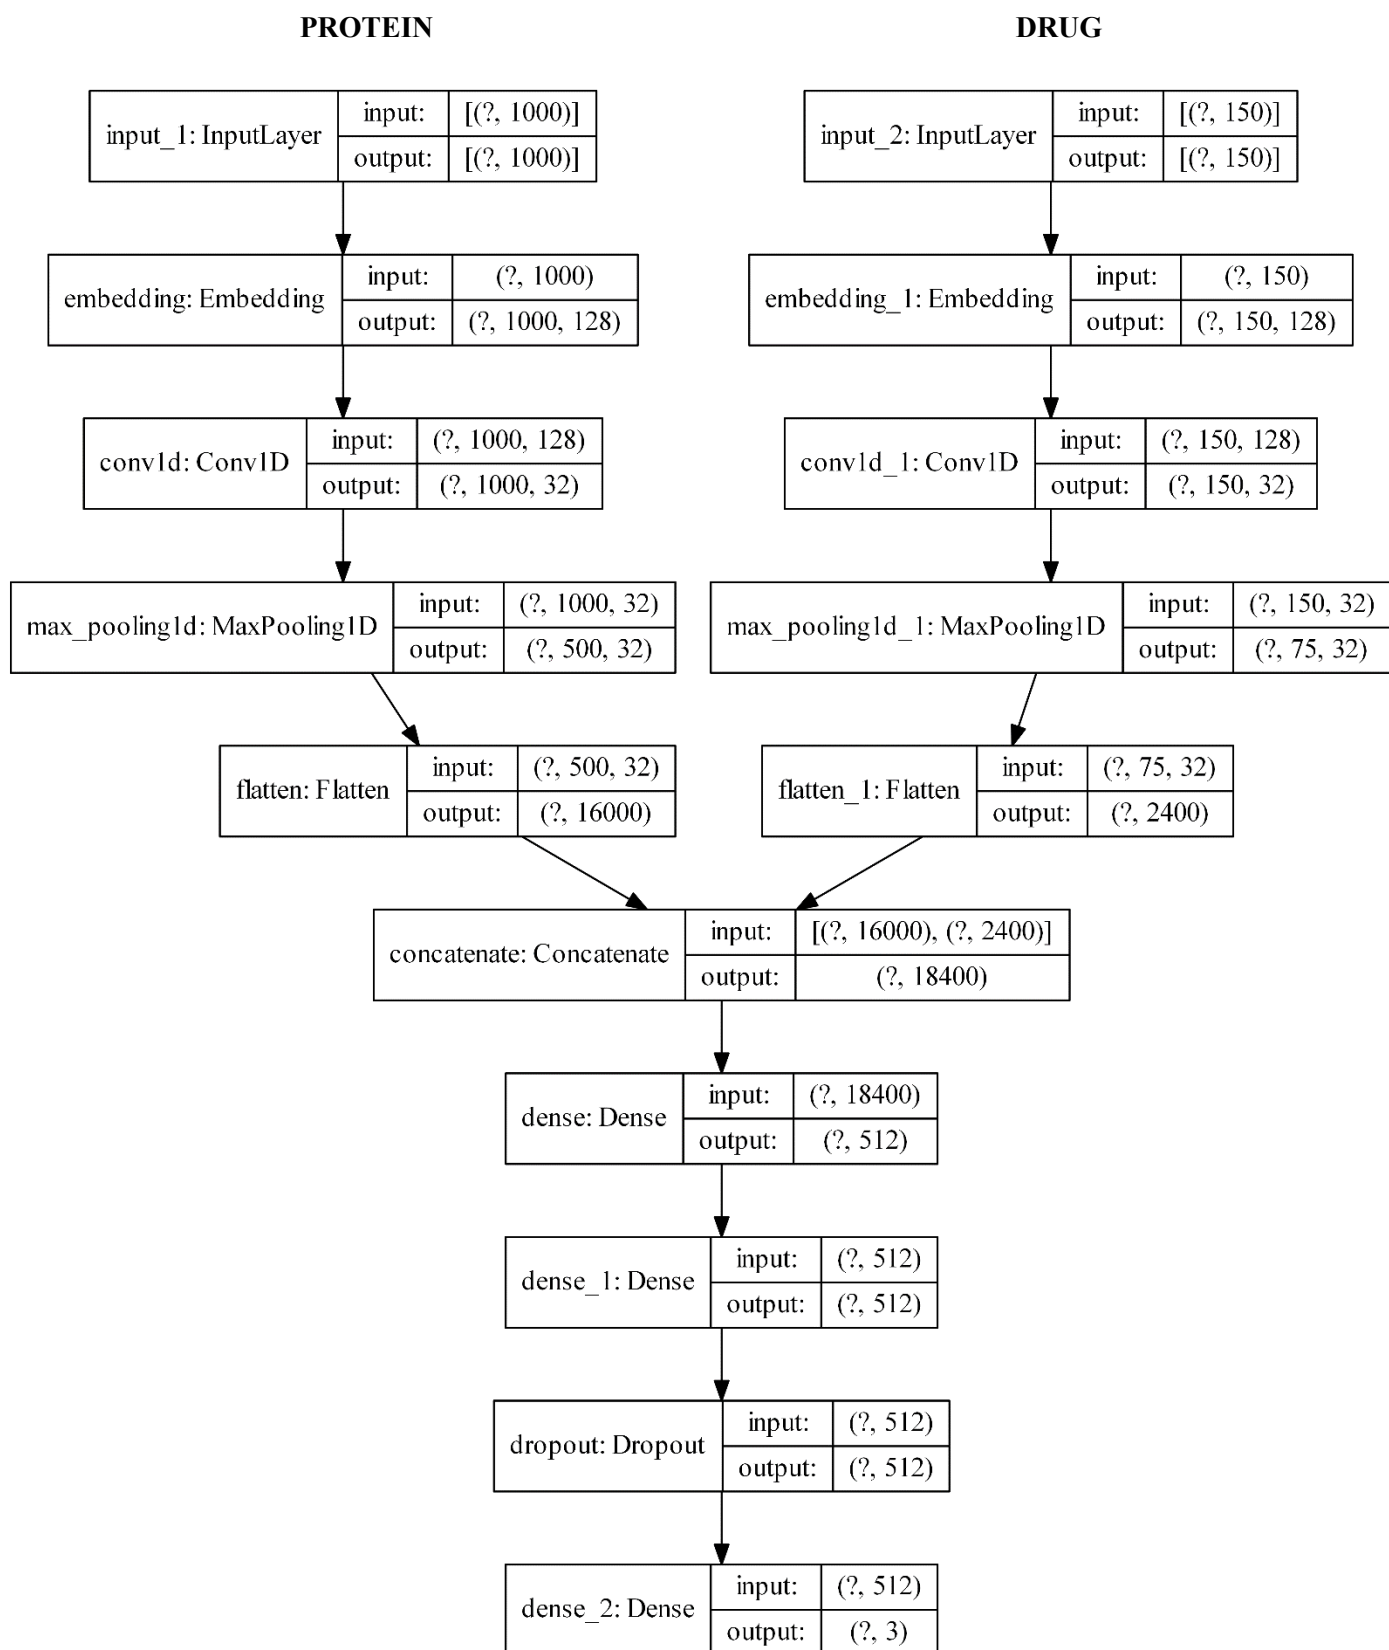 PROTEIN
DRUG
input_1: InputLayer
input:
[(?, 1000)]
output:
[(?, 1000)]
input_2: InputLayer
input:
[(?, 150)]
output:
[(?, 150)]
embedding: Embedding
input:
(?, 1000)
output:
(?, 1000, 128)
embedding_1: Embedding
input:
(?, 150)
output:
(?, 150, 128)
conv1d: Conv1D
input:
(?, 1000, 128)
output:
(?, 1000, 32)
conv1d_1: Conv1D
input:
(?, 150, 128)
output:
(?, 150, 32)
max_pooling1d: MaxPooling1D
input:
(?, 1000, 32)
output:
(?, 500, 32)
max_pooling1d_1: MaxPooling1D
input:
(?, 150, 32)
output:
(?, 75, 32)
flatten: Flatten
input:
(?, 500, 32)
output:
(?, 16000)
flatten_1: Flatten
input:
(?, 75, 32)
output:
(?, 2400)
concatenate: Concatenate
input:
[(?, 16000), (?, 2400)]
output:
(?, 18400)
dense: Dense
input:
(?, 18400)
output:
(?, 512)
dense_1: Dense
input:
(?, 512)
output:
(?, 512)
dropout: Dropout
input:
(?, 512)
output:
(?, 512)
dense_2: Dense
input:
(?, 512)
output:
(?, 3)